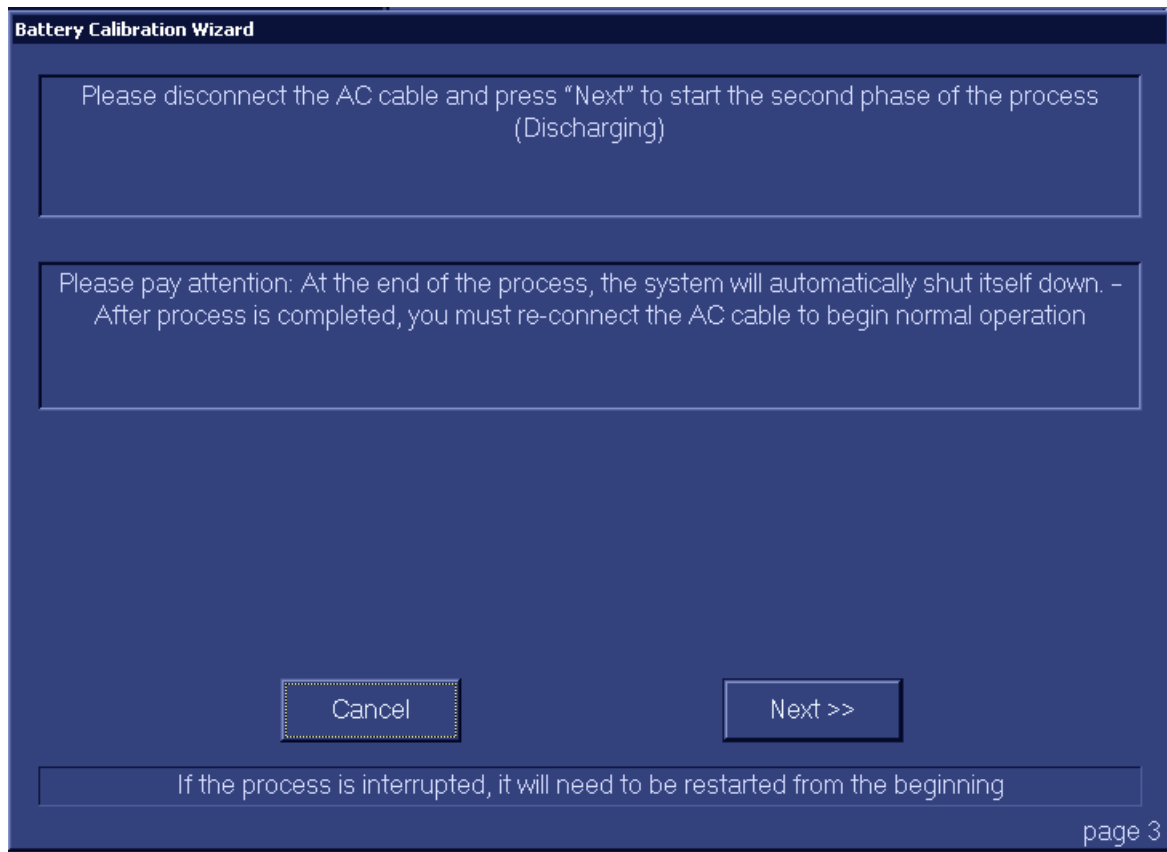 Battery Calibration Wizard
Please disconnect the AC cable and press “Next” to start the second phase of the process
(Discharging)
Please pay attention: At the end of the process, the system will automatically shut itself down. –
After process is completed, you must re-connect the AC cable to begin normal operation
Cancel
Next >>
If the process is interrupted, it will need to be restarted from the beginning
page 3